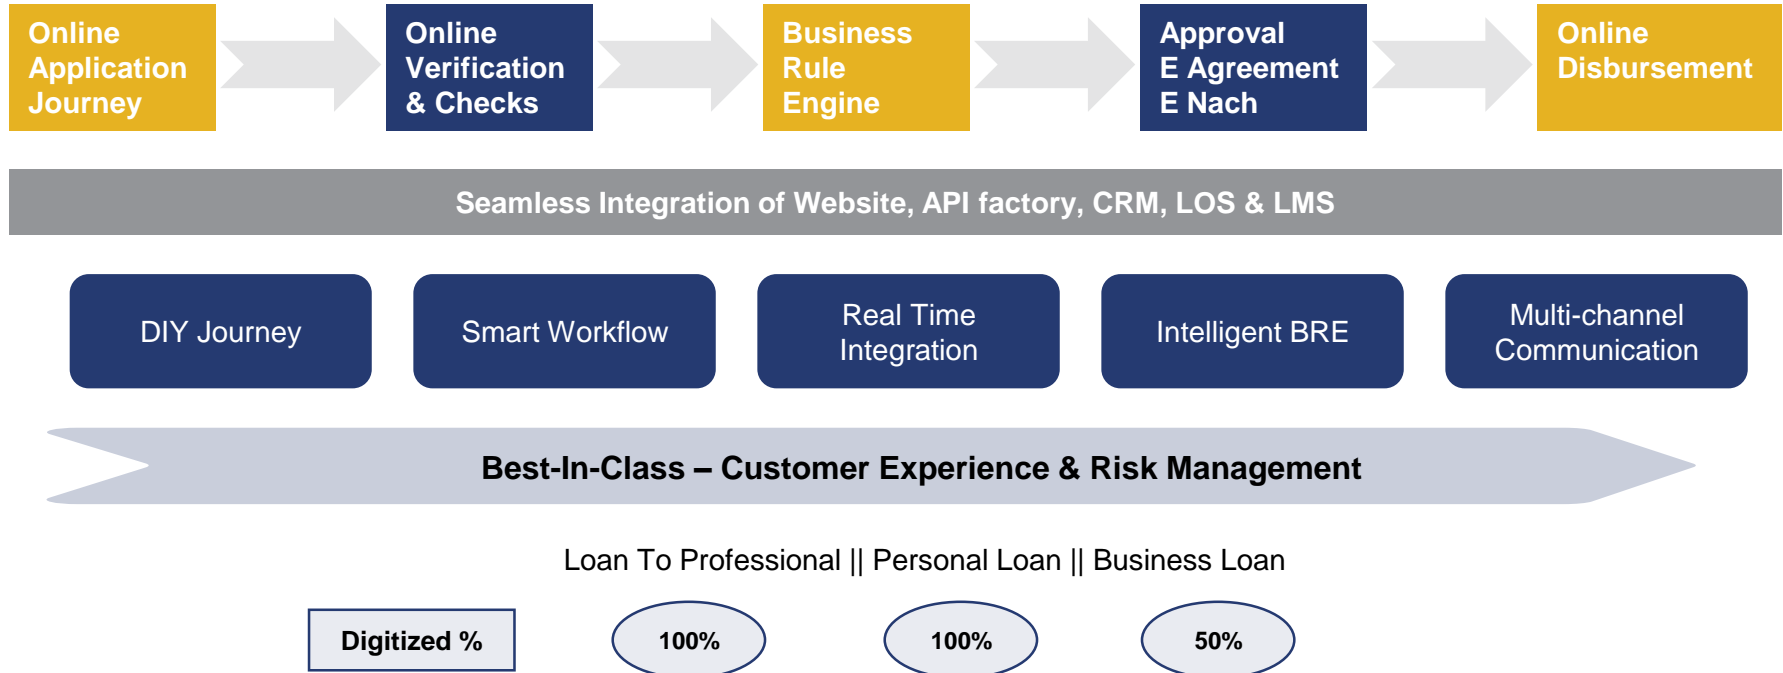 Online
Application
Journey
Online
Verification
& Checks
Business
Rule
Engine
Approval
E Agreement
E Nach
Online
Disbursement
Seamless Integration of Website, API factory, CRM, LOS & LMS
DIY Journey
Smart Workflow
Real Time
Integration
Intelligent BRE
Multi-channel
Communication
Best-In-Class – Customer Experience & Risk Management
Loan To Professional || Personal Loan || Business Loan
Digitized %
100%
100%
50%